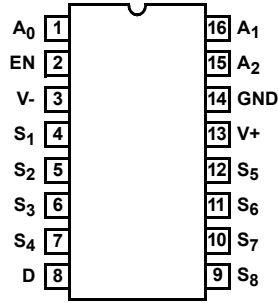 A0 1 16 A1
EN 2 15 A2
V- 3 14 GND
S1 4 13 V+
S2 5 12 S5
S3 6 11 S6
S4 7 10 S7
D 8 9 S8